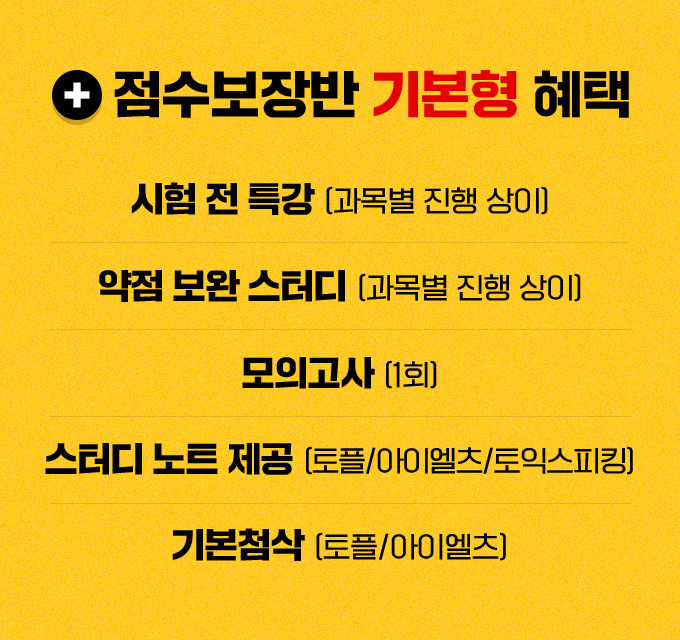 점수보장반 기본형 혜택
시험 전 특강 (과목별 진행 상이)
약점 보완 스터디 (과목별 진행 상이)
모의고사 (1회)
스터디 노트 제공 (토플/아이엘츠/토익스피킹)
기본첨삭 (토플/아이엘츠)